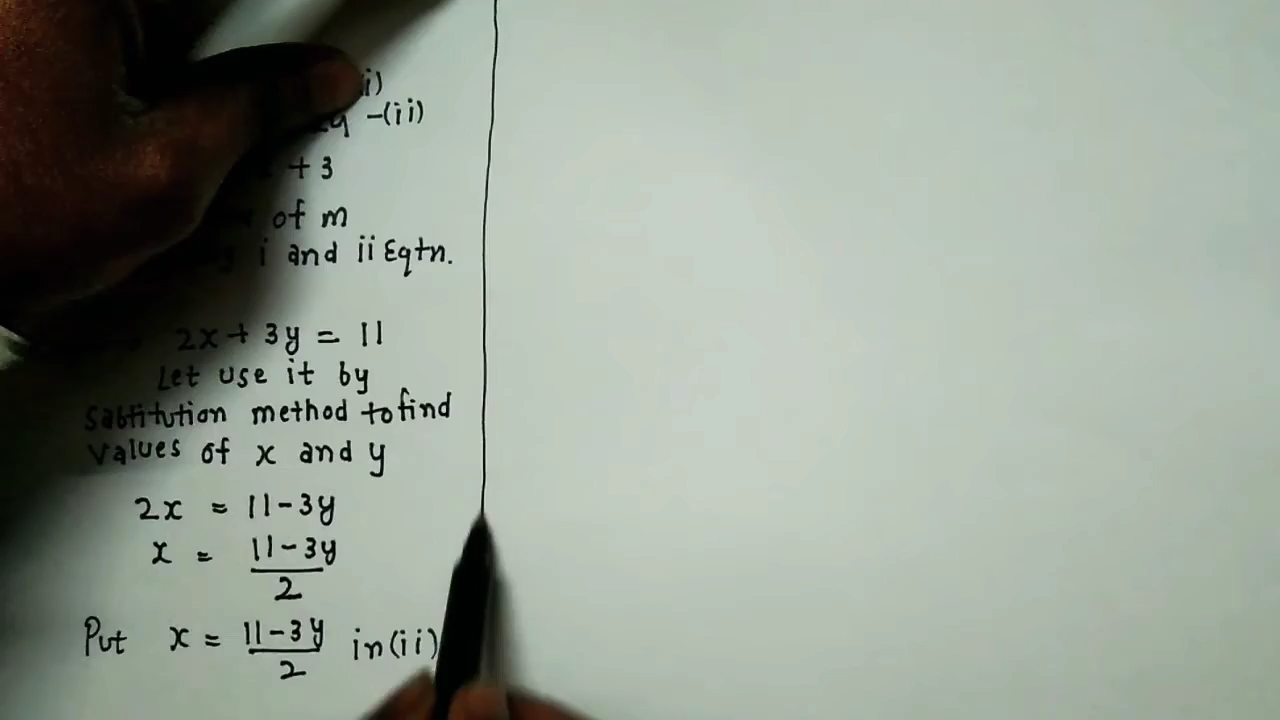 i)
-(ii)
+ 3
of m
i and ii Eqtn.
2x + 3y = 11
Let use it by
Sabtitution method to find
Values of x and y
2x = 11 - 3y
x = 11 - 3y / 2
Put x = 11 - 3y / 2 in (ii)